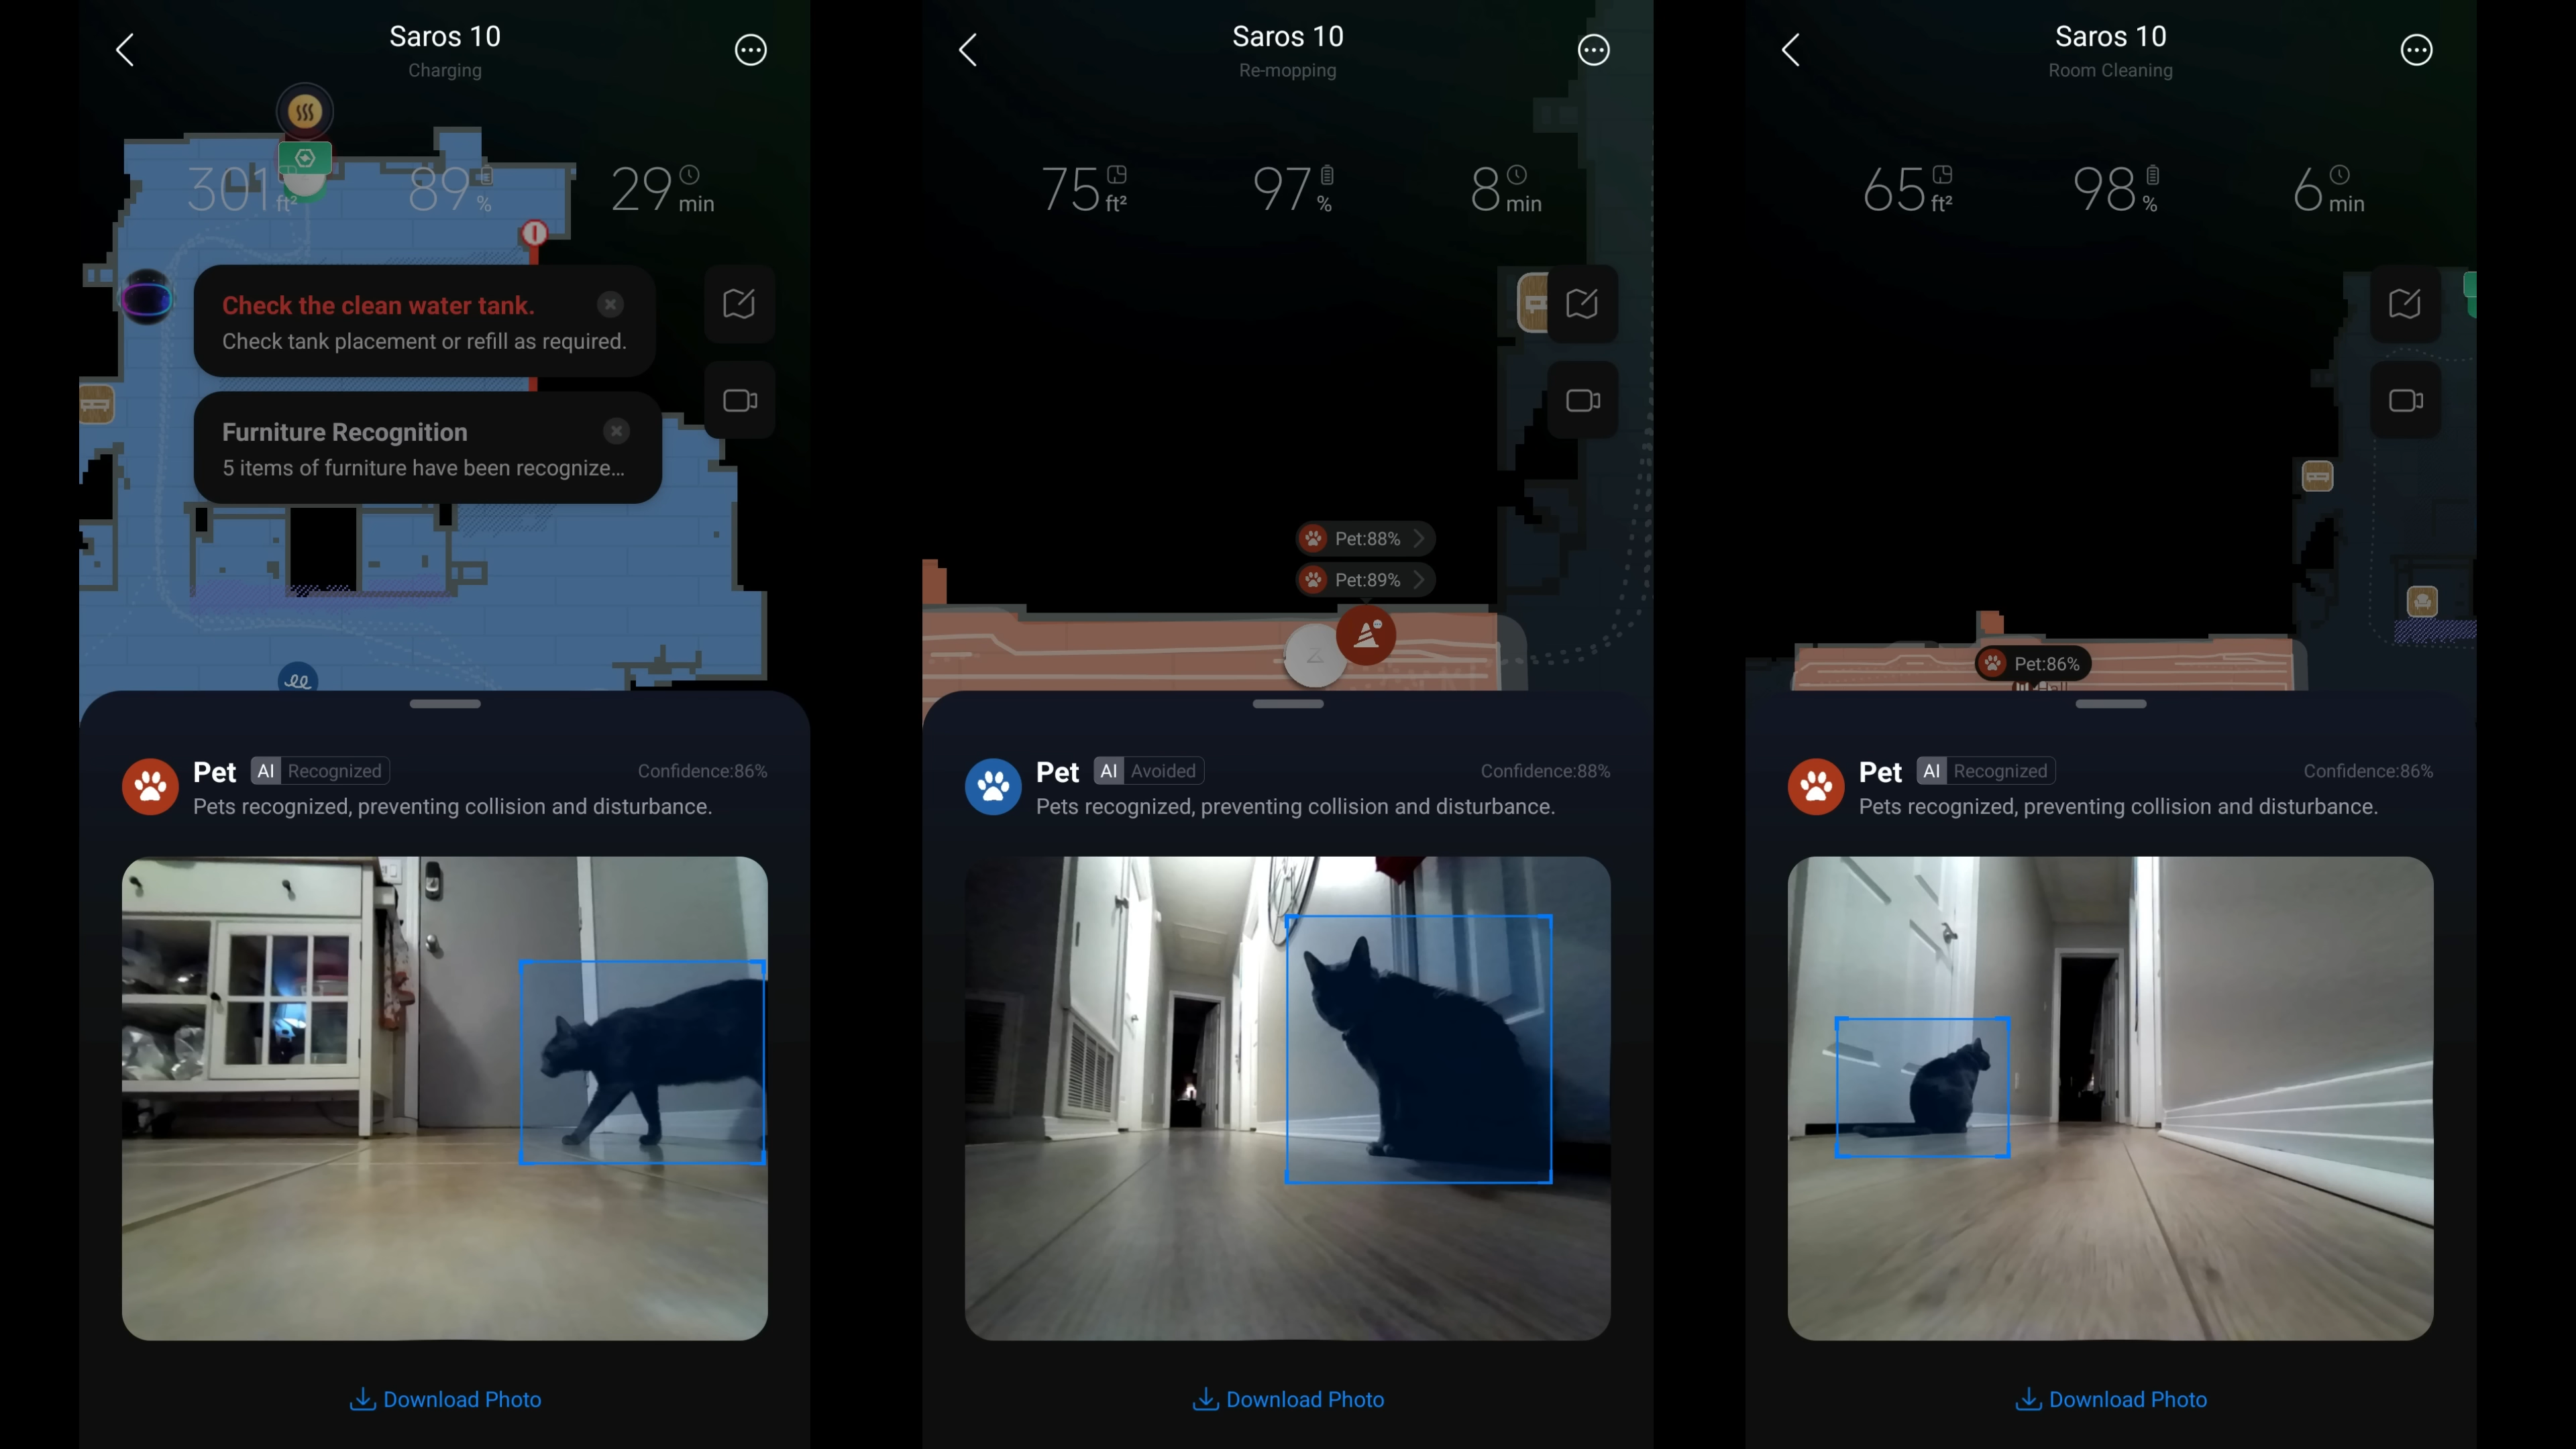 Saros 10
Charging
301 ft²
89 %
29 min
Check the clean water tank.
Check tank placement or refill as required.
Furniture Recognition
5 items of furniture have been recognize...
Pet
AI Recognized
Confidence:86%
Pets recognized, preventing collision and disturbance.
Download Photo
Saros 10
Re-mopping
75 ft²
97 %
8 min
Pet:88%
Pet:89%
Pet
AI Avoided
Confidence:88%
Pets recognized, preventing collision and disturbance.
Download Photo
Saros 10
Room Cleaning
65 ft²
98 %
6 min
Pet:86%
Hall
Pet
AI Recognized
Confidence:86%
Pets recognized, preventing collision and disturbance.
Download Photo